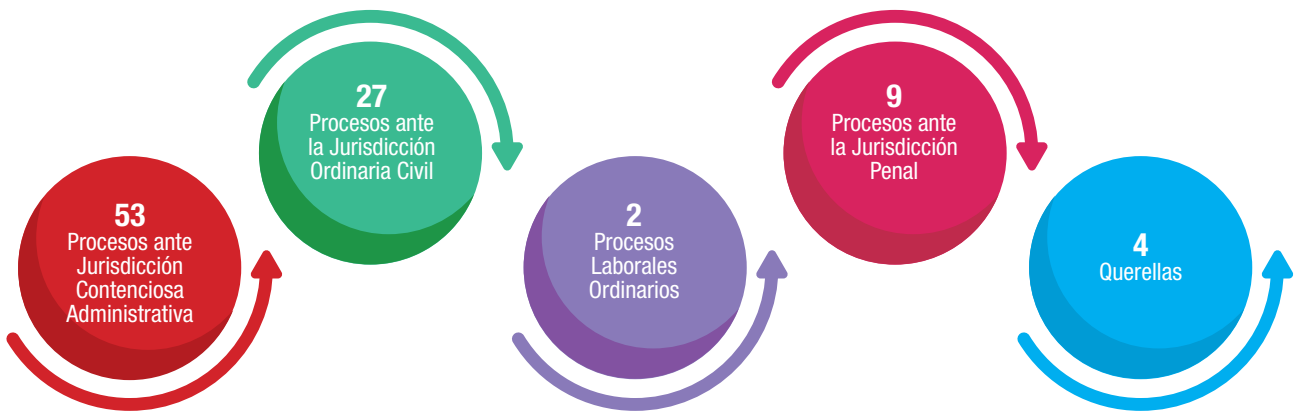 53
Procesos ante
Jurisdicción
Contenciosa
Administrativa
27
Procesos ante
la Jurisdicción
Ordinaria Civil
2
Procesos
Laborales
Ordinarios
9
Procesos ante
la Jurisdicción
Penal
4
Querellas